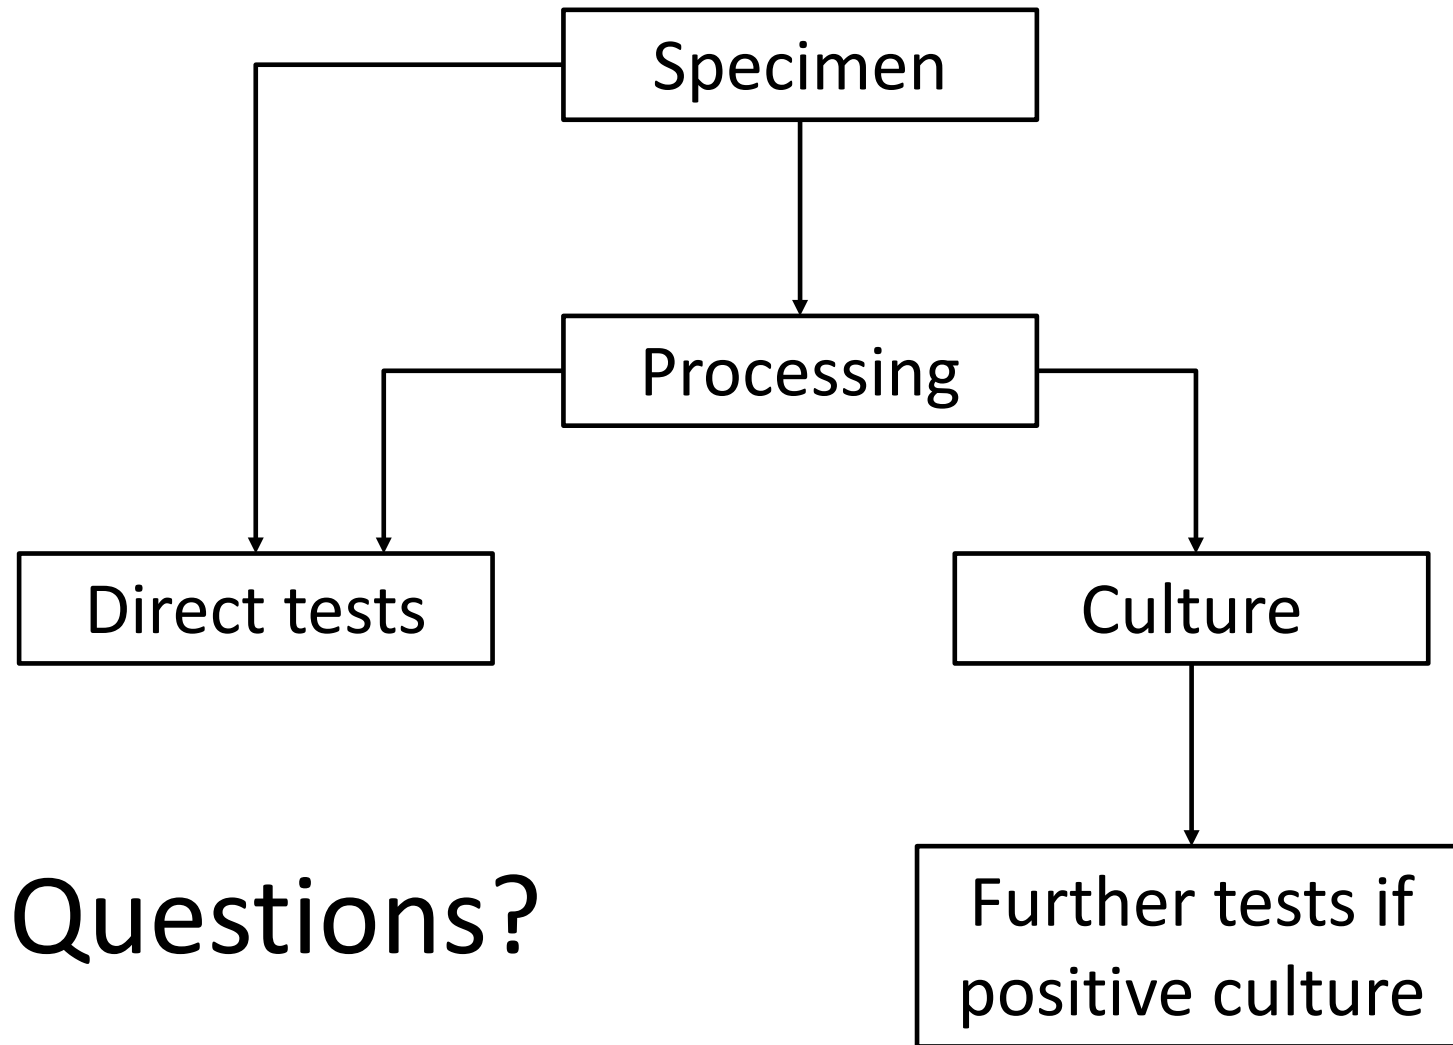 Specimen
Processing
Direct tests
Culture
Questions?
Further tests if
positive culture